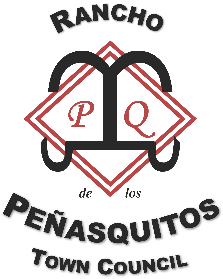 RANCHO
P Q
de los
PEÑASQUITOS
TOWN COUNCIL